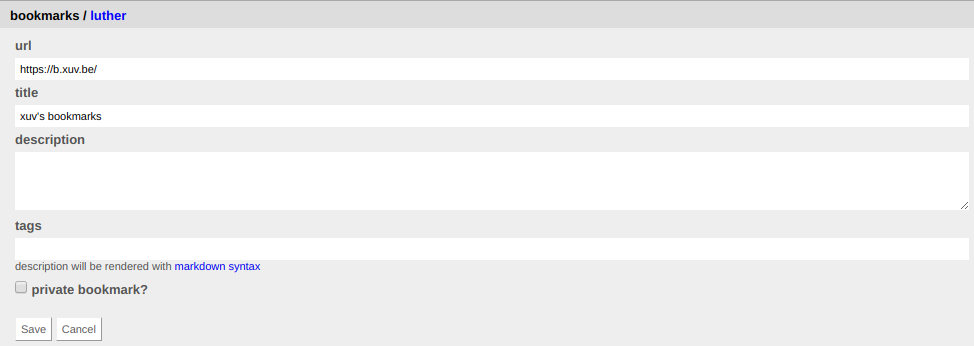 bookmarks / luther
url
https://b.xuv.be/
title
xuv's bookmarks
description
tags
description will be rendered with markdown syntax
private bookmark?
Save Cancel